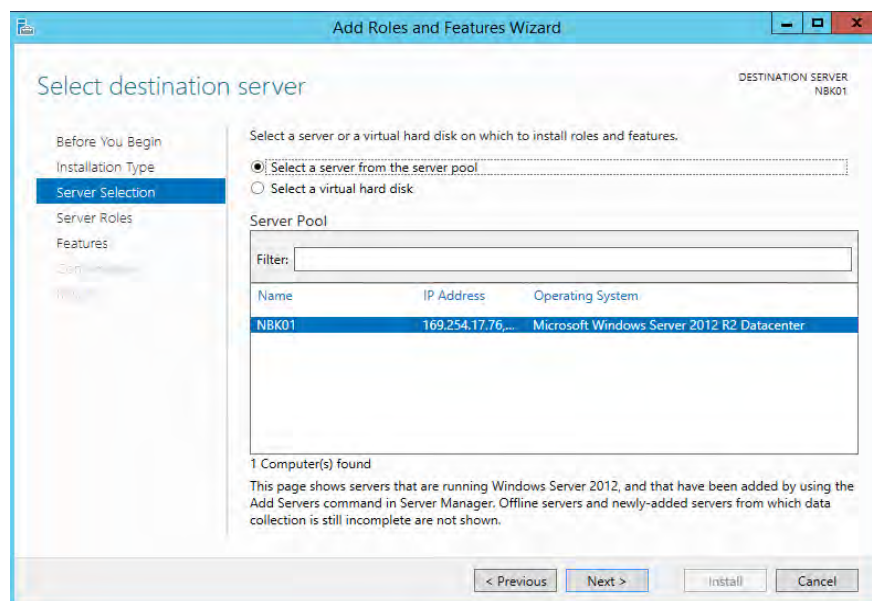 Add Roles and Features Wizard
Select destination server
DESTINATION SERVER
NBK01
Before You Begin
Installation Type
Server Selection
Server Roles
Features
Select a server or a virtual hard disk on which to install roles and features.
Select a server from the server pool
Select a virtual hard disk
Server Pool
Filter:
Name IP Address Operating System
NBK01 169.254.17.76,... Microsoft Windows Server 2012 R2 Datacenter
1 Computer(s) found
This page shows servers that are running Windows Server 2012, and that have been added by using the
Add Servers command in Server Manager. Offline servers and newly-added servers from which data
collection is still incomplete are not shown.
< Previous Next > Install Cancel